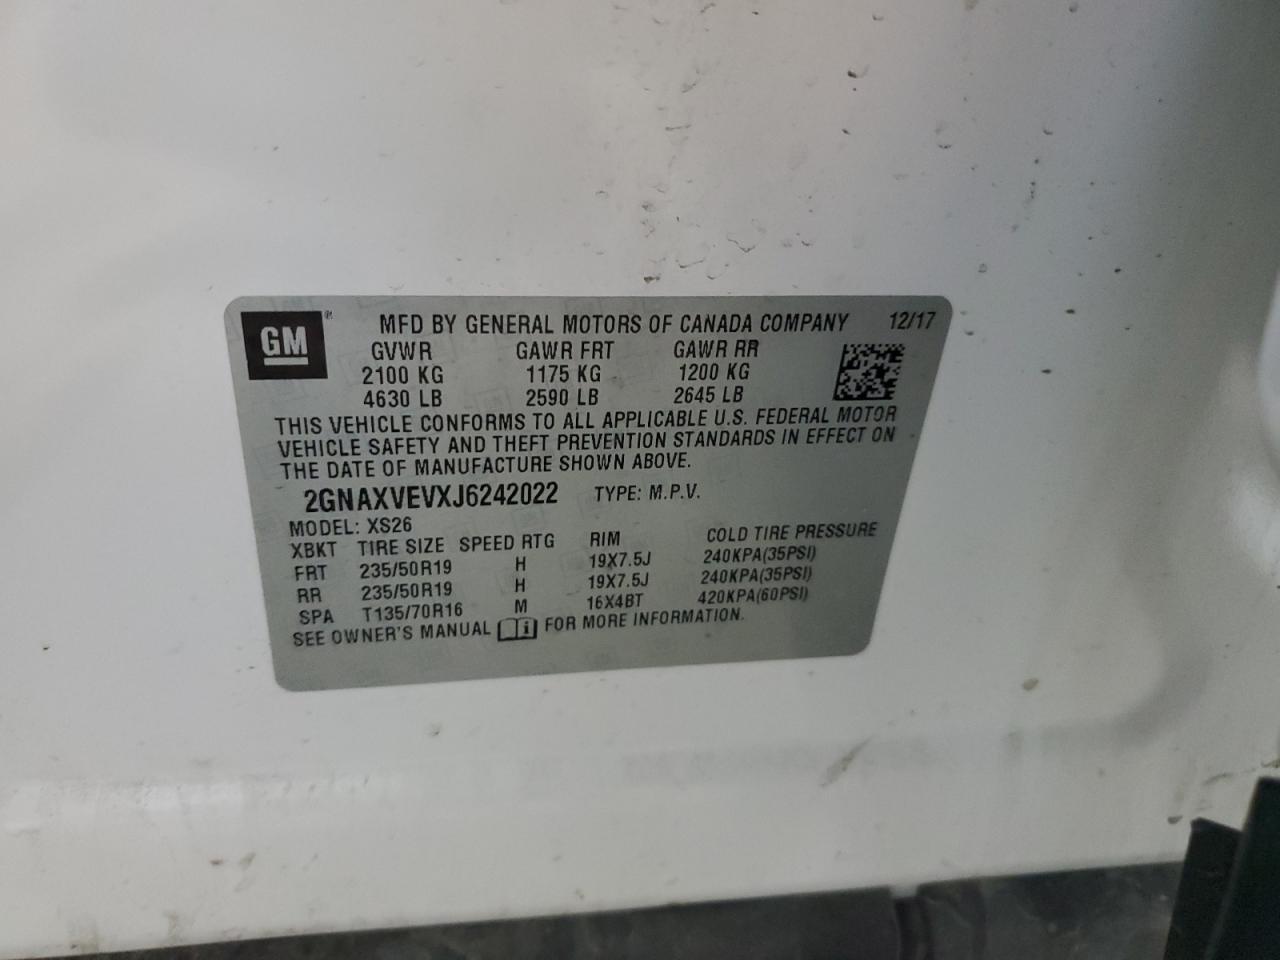 GM ® MFD BY GENERAL MOTORS OF CANADA COMPANY 12/17
GVWR GAWR FRT GAWR RR
2100 KG 1175 KG 1200 KG
4630 LB 2590 LB 2645 LB
THIS VEHICLE CONFORMS TO ALL APPLICABLE U.S. FEDERAL MOTOR
VEHICLE SAFETY AND THEFT PREVENTION STANDARDS IN EFFECT ON
THE DATE OF MANUFACTURE SHOWN ABOVE.
2GNAXVEVXJ6242022 TYPE: M.P.V.
MODEL: XS26
XBKT TIRE SIZE SPEED RTG RIM COLD TIRE PRESSURE
FRT 235/50R19 H 19X7.5J 240KPA(35PSI)
RR 235/50R19 H 19X7.5J 240KPA(35PSI)
SPA T135/70R16 M 16X4BT 420KPA(60PSI)
SEE OWNER'S MANUAL i FOR MORE INFORMATION.